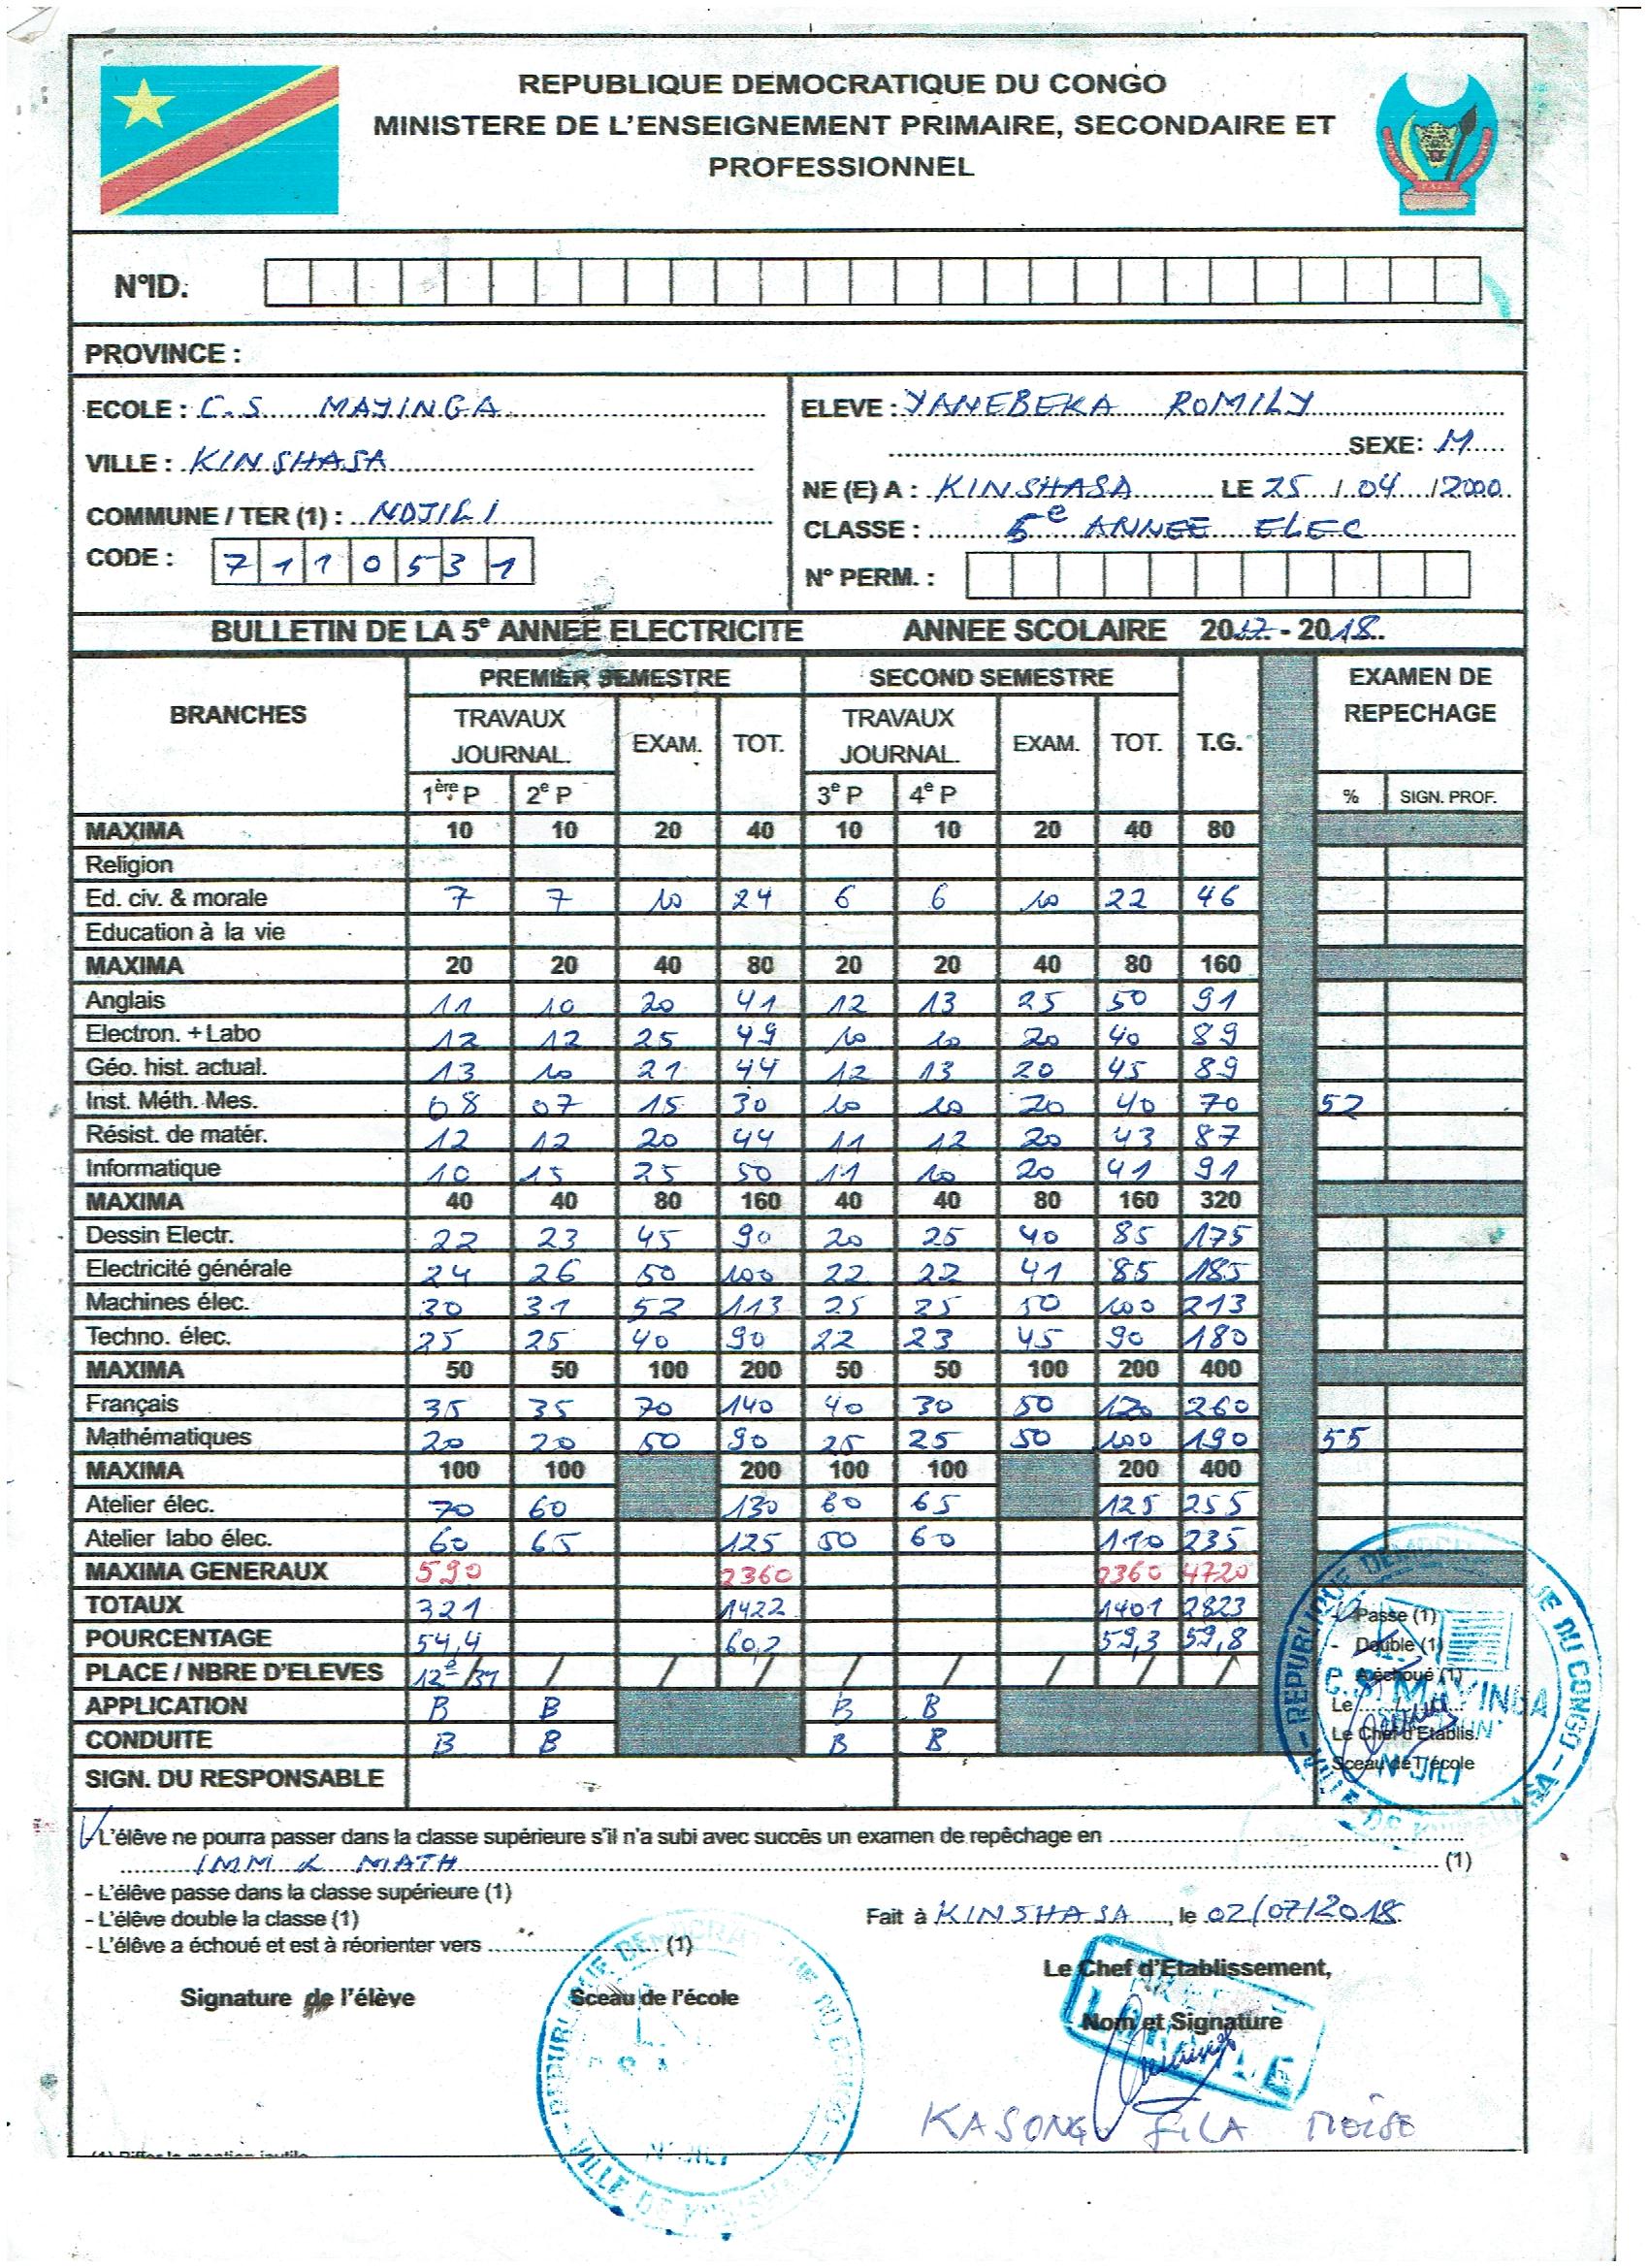 REPUBLIQUE DEMOCRATIQUE DU CONGO
MINISTERE DE L'ENSEIGNEMENT PRIMAIRE, SECONDAIRE ET
PROFESSIONNEL
N°ID.
PROVINCE :
ECOLE : C.S MAYINGA
VILLE : KINSHASA
COMMUNE / TER (1) : NDJILI
CODE : 7 1 1 0 5 3 1
ELEVE : YANEBEKA ROMILY
SEXE: M
NE (E) A : KINSHASA LE 25 / 04 / 2000
CLASSE : 5e ANNEE ELEC
N° PERM. :
BULLETIN DE LA 5e ANNEE ELECTRICITE ANNEE SCOLAIRE 2017 - 2018
BRANCHES PREMIER SEMESTRE SECOND SEMESTRE T.G. EXAMEN DE REPECHAGE
TRAVAUX JOURNAL. EXAM. TOT. TRAVAUX JOURNAL. EXAM. TOT.
1ère P 2e P 3e P 4e P % SIGN. PROF.
MAXIMA 10 10 20 40 10 10 20 40 80
Religion
Ed. civ. & morale 7 7 10 24 6 6 10 22 46
Education à la vie
MAXIMA 20 20 40 80 20 20 40 80 160
Anglais 11 10 20 41 12 13 25 50 91
Electron. + Labo 12 12 25 49 10 10 20 40 89
Géo. hist. actual. 13 10 21 44 12 13 20 45 89
Inst. Méth. Mes. 08 07 15 30 10 10 20 40 70 52
Résist. de matér. 12 12 20 44 11 12 20 43 87
Informatique 10 15 25 50 11 10 20 41 91
MAXIMA 40 40 80 160 40 40 80 160 320
Dessin Electr. 22 23 45 90 20 25 40 85 175
Electricité générale 24 26 50 100 22 22 41 85 185
Machines élec. 30 31 52 113 25 25 50 100 213
Techno. élec. 25 25 40 90 22 23 45 90 180
MAXIMA 50 50 100 200 50 50 100 200 400
Français 35 35 70 140 40 30 50 120 260
Mathématiques 20 20 50 90 25 25 50 100 190 55
MAXIMA 100 100 200 100 100 200 400
Atelier élec. 70 60 130 60 65 125 255
Atelier labo élec. 60 65 125 50 60 110 235
MAXIMA GENERAUX 590 2360 2360 4720
TOTAUX 321 1422 1401 2823
POURCENTAGE 54,4 60,2 59,3 59,8
PLACE / NBRE D'ELEVES 12e / 31 / / / / / / / /
APPLICATION B B B B
CONDUITE B B B B
SIGN. DU RESPONSABLE
- Passe (1)
- Double (1)
- A échoué (1)
Le
Le Chef d'Etablis.
Sceau de l'école
REPUBLIQUE DEMOCRATIQUE DU CONGO
C.S. MAYINGA
N'DJILI
L'élève ne pourra passer dans la classe supérieure s'il n'a subi avec succès un examen de repêchage en
IMM & MATH (1)
- L'élève passe dans la classe supérieure (1)
- L'élève double la classe (1)
- L'élève a échoué et est à réorienter vers (1)
Fait à KINSHASA, le 02/07/2018
Le Chef d'Etablissement,
Signature de l'élève Sceau de l'école Nom et Signature
KASONGO FILA MOÏSE
(1) Biffer la mention inutile